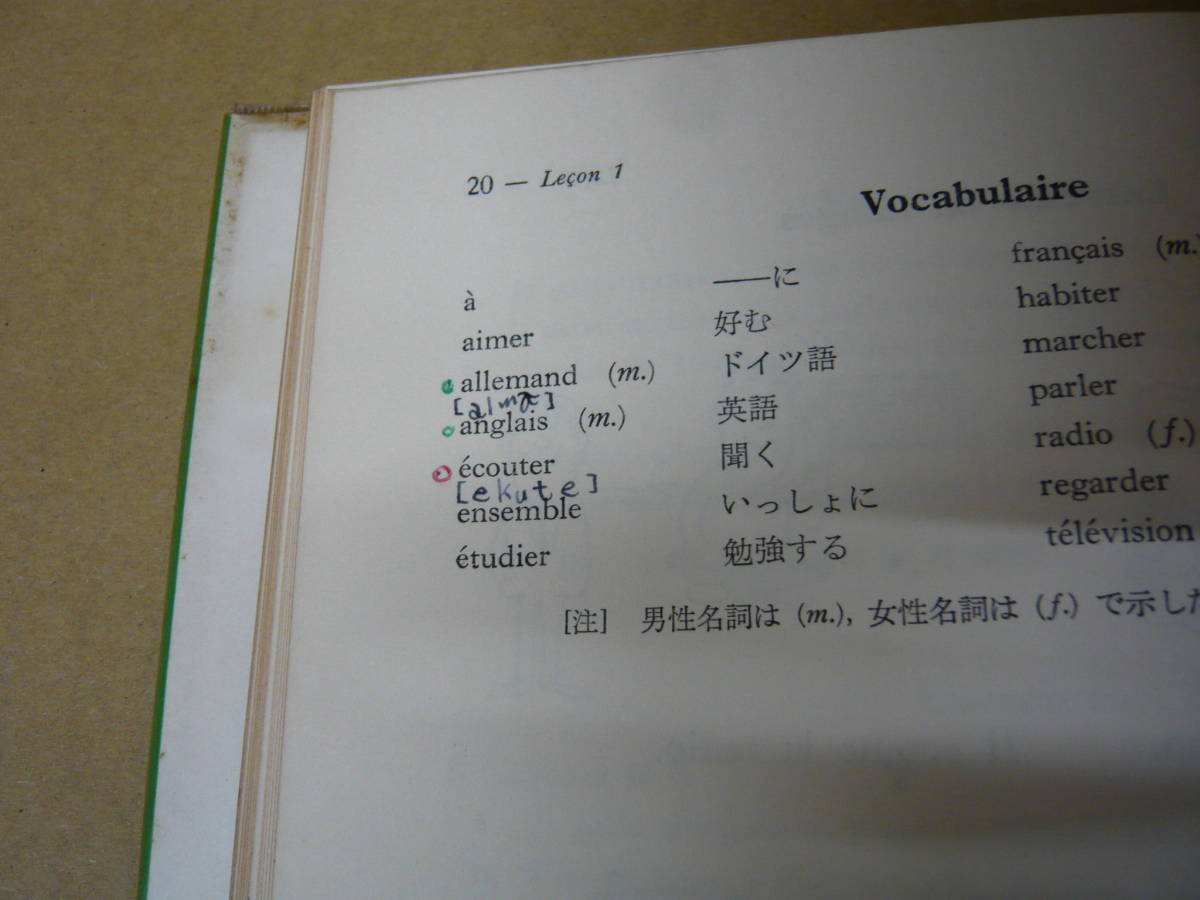 20 — Leçon 1
Vocabulaire
à ——に
aimer 好む
allemand (m.) ドイツ語
anglais (m.) 英語
écouter 聞く
[ekute]
ensemble いっしょに
étudier 勉強する
français (m.
habiter
marcher
parler
radio (f.)
regarder
télévision
[注] 男性名詞は (m.), 女性名詞は (f.) で示した